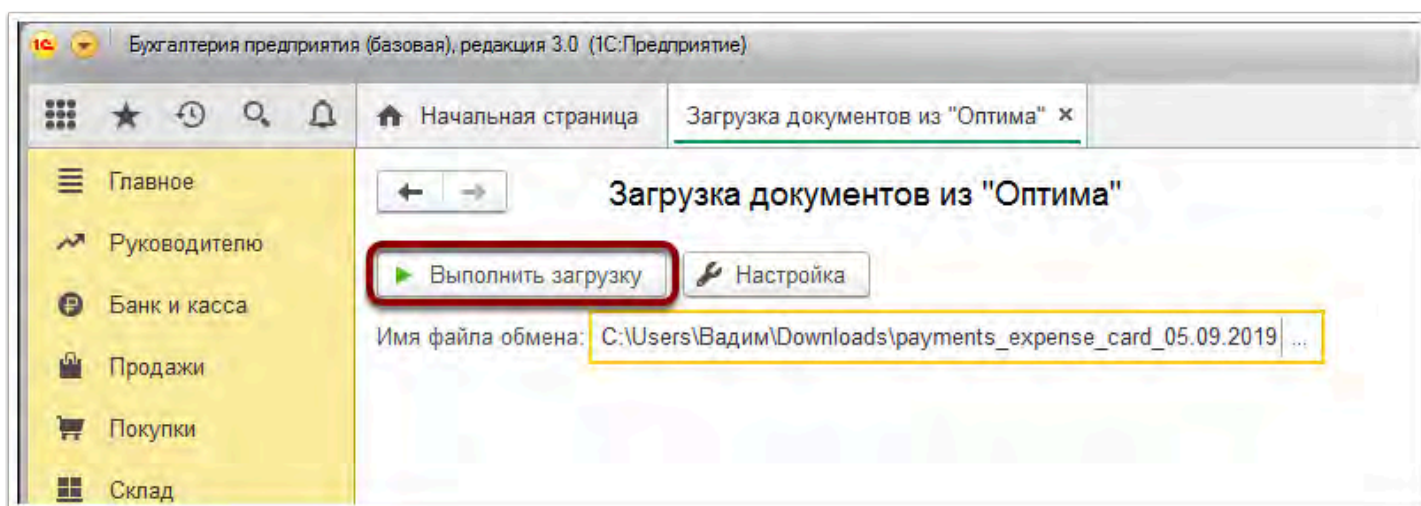 1С Бухгалтерия предприятия (базовая), редакция 3.0 (1С:Предприятие)
Начальная страница Загрузка документов из "Оптима" ×
Главное
Загрузка документов из "Оптима"
Руководителю
Выполнить загрузку Настройка
Банк и касса
Имя файла обмена: C:\Users\Вадим\Downloads\payments_expense_card_05.09.2019 ...
Продажи
Покупки
Склад